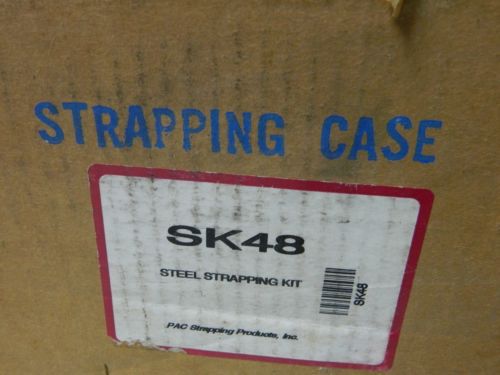 STRAPPING CASE
SK48
STEEL STRAPPING KIT
SK48
PAC Strapping Products, Inc.